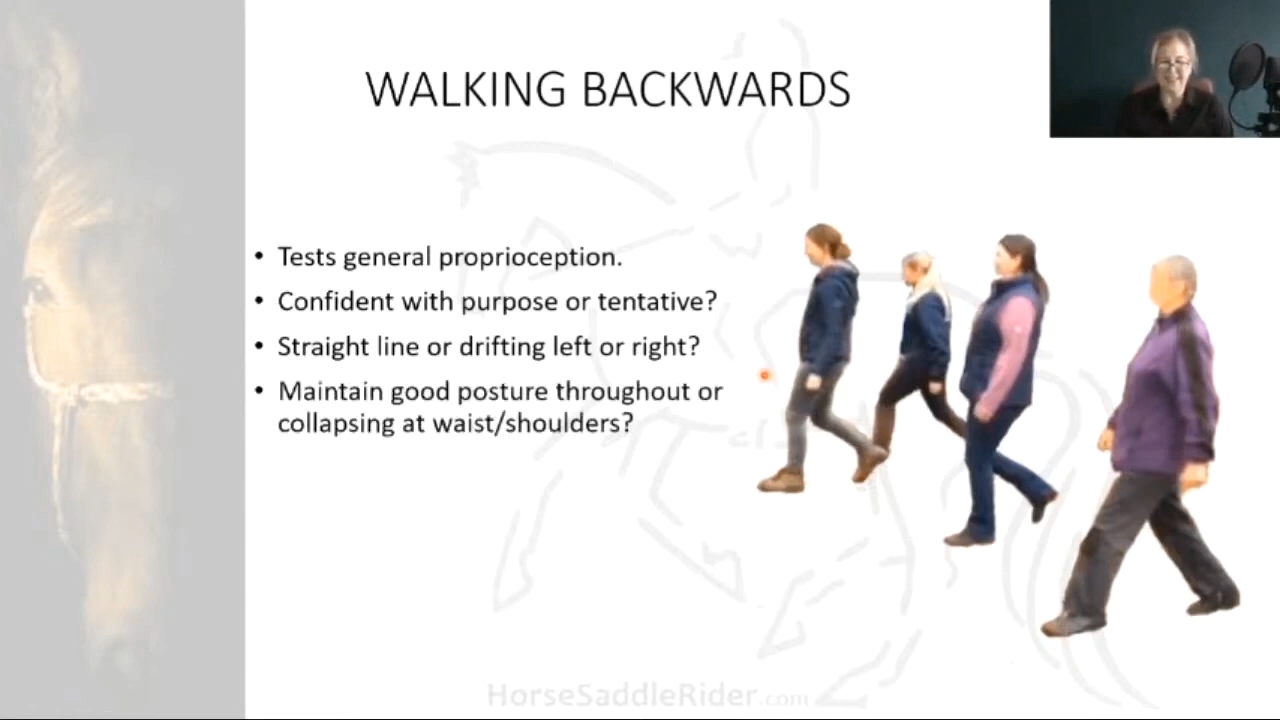 WALKING BACKWARDS
• Tests general proprioception.
• Confident with purpose or tentative?
• Straight line or drifting left or right?
• Maintain good posture throughout or
collapsing at waist/shoulders?
HorseSaddleRider.com